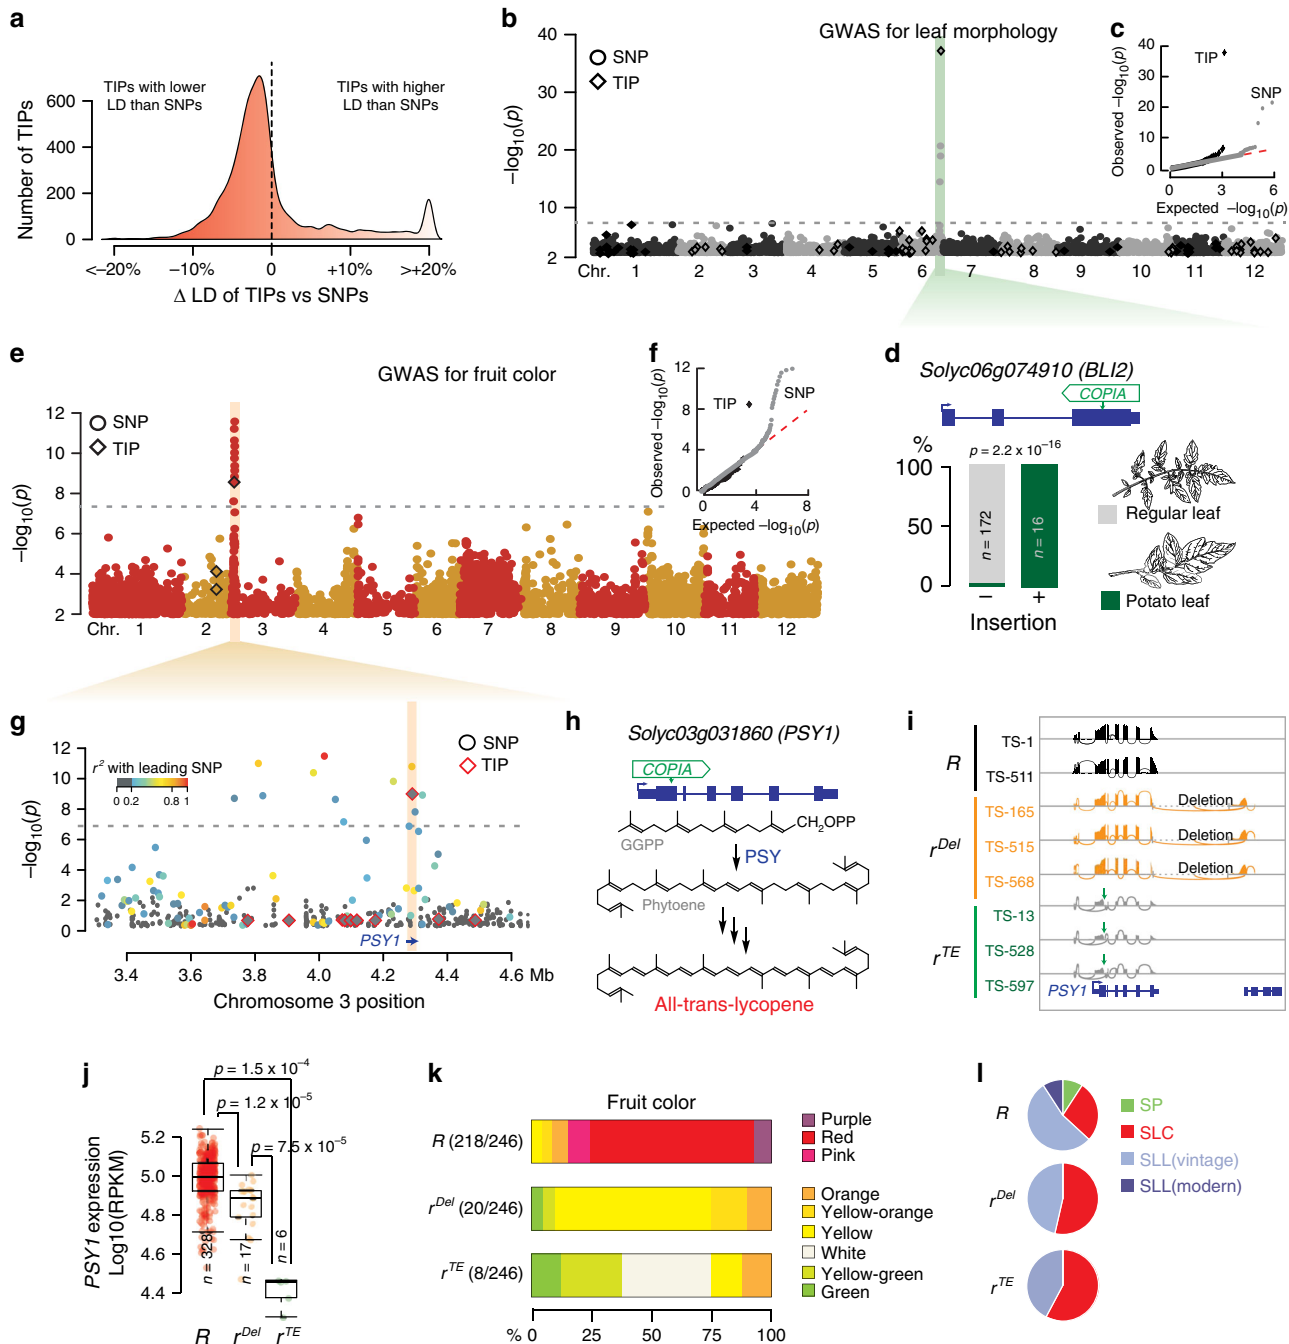 a
TIPs with lower
LD than SNPs
TIPs with higher
LD than SNPs
Number of TIPs
600
400
200
0
<−20%
−10%
0
+10%
>+20%
Δ LD of TIPs vs SNPs
b
GWAS for leaf morphology
SNP
TIP
−log10(p)
40
30
20
10
2
Chr. 1 2 3 4 5 6 7 8 9 10 11 12
c
TIP
SNP
Observed −log10(p)
40
30
20
10
0
0 3 6
Expected −log10(p)
d
Solyc06g074910 (BLI2)
COPIA
%
p = 2.2 x 10−16
100
50
0
n = 172
n = 16
− +
Insertion
Regular leaf
Potato leaf
e
GWAS for fruit color
SNP
TIP
−log10(p)
12
10
8
6
4
2
Chr. 1 2 3 4 5 6 7 8 9 10 11 12
f
TIP
SNP
Observed −log10(p)
12
8
4
0
0 4 8
Expected −log10(p)
g
SNP
TIP
r2 with leading SNP
0 0.2 0.8 1
−log10(p)
12
10
8
6
4
2
0
PSY1
3.4 3.8 4.0 4.2 4.4 4.6 Mb
Chromosome 3 position
h
Solyc03g031860 (PSY1)
COPIA
CH2OPP
GGPP
PSY
Phytoene
All-trans-lycopene
i
R
TS-1
TS-511
rDel
TS-165
Deletion
TS-515
Deletion
TS-568
Deletion
rTE
TS-13
TS-528
TS-597
PSY1
j
p = 1.5 x 10−4
p = 1.2 x 10−5
p = 7.5 x 10−5
PSY1 expression
Log10(RPKM)
5.2
5.0
4.8
4.6
4.4
n = 328
n = 17
n = 6
R rDel rTE
k
Fruit color
R (218/246)
rDel (20/246)
rTE (8/246)
% 0 25 50 75 100
Purple
Red
Pink
Orange
Yellow-orange
Yellow
White
Yellow-green
Green
l
R
rDel
rTE
SP
SLC
SLL(vintage)
SLL(modern)